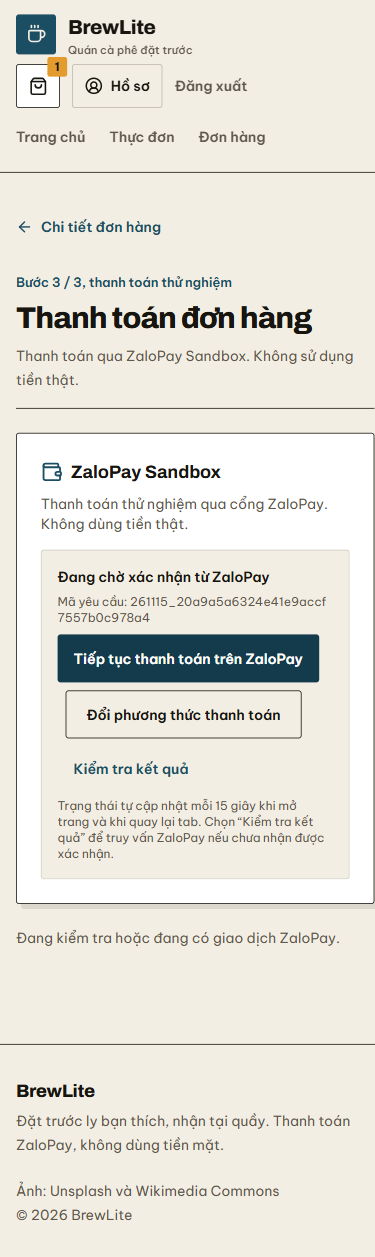 BrewLite
Quán cà phê đặt trước
1
Hồ sơ
Đăng xuất
Trang chủ
Thực đơn
Đơn hàng
← Chi tiết đơn hàng
Bước 3 / 3, thanh toán thử nghiệm
Thanh toán đơn hàng
Thanh toán qua ZaloPay Sandbox. Không sử dụng
tiền thật.
ZaloPay Sandbox
Thanh toán thử nghiệm qua cổng ZaloPay.
Không dùng tiền thật.
Đang chờ xác nhận từ ZaloPay
Mã yêu cầu: 261115_20a9a5a6324e41e9accf
7557b0c978a4
Tiếp tục thanh toán trên ZaloPay
Đổi phương thức thanh toán
Kiểm tra kết quả
Trạng thái tự cập nhật mỗi 15 giây khi mở
trang và khi quay lại tab. Chọn “Kiểm tra kết
quả” để truy vấn ZaloPay nếu chưa nhận được
xác nhận.
Đang kiểm tra hoặc đang có giao dịch ZaloPay.
BrewLite
Đặt trước ly bạn thích, nhận tại quầy. Thanh toán
ZaloPay, không dùng tiền mặt.
Ảnh: Unsplash và Wikimedia Commons
© 2026 BrewLite